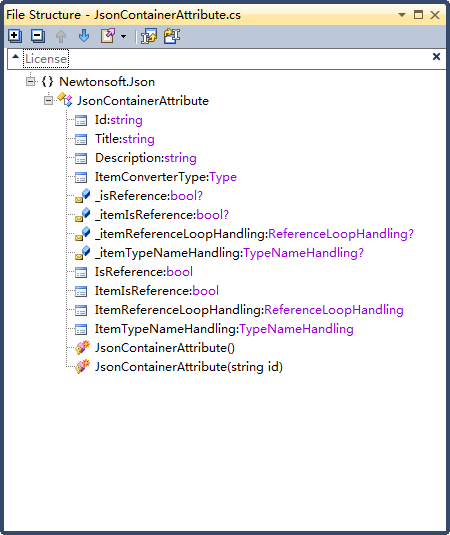 File Structure - JsonContainerAttribute.cs
License
{} Newtonsoft.Json
JsonContainerAttribute
Id:string
Title:string
Description:string
ItemConverterType:Type
_isReference:bool?
_itemIsReference:bool?
_itemReferenceLoopHandling:ReferenceLoopHandling?
_itemTypeNameHandling:TypeNameHandling?
IsReference:bool
ItemIsReference:bool
ItemReferenceLoopHandling:ReferenceLoopHandling
ItemTypeNameHandling:TypeNameHandling
JsonContainerAttribute()
JsonContainerAttribute(string id)